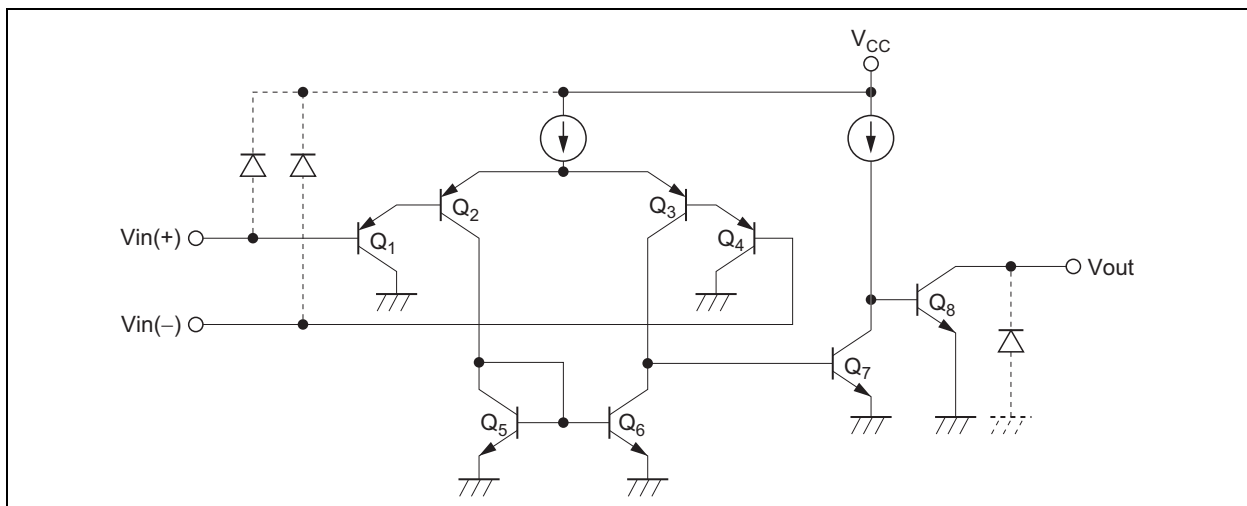 V_CC
Q_2
Q_3
Vin(+)
Q_1
Q_4
Vout
Q_8
Vin(−)
Q_7
Q_5
Q_6